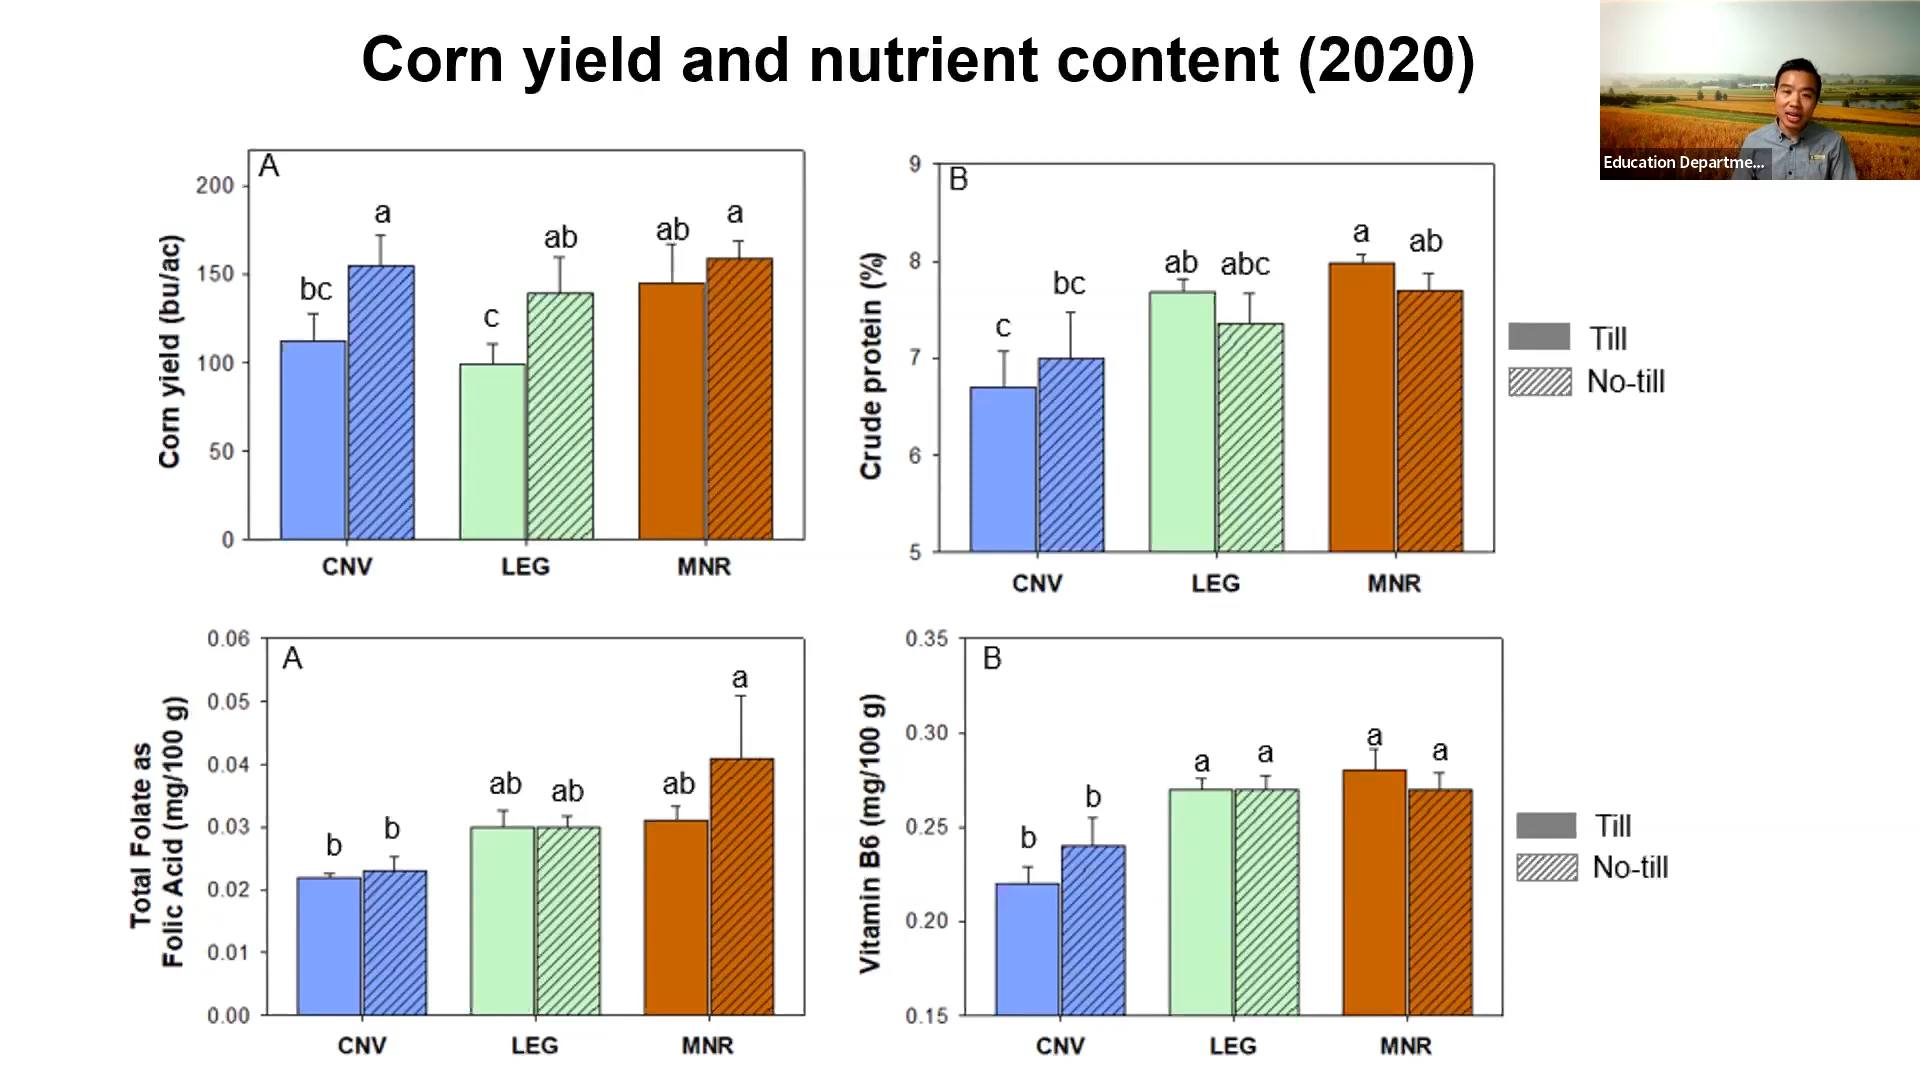 Corn yield and nutrient content (2020)
Education Departme...
A
200
150
100
50
0
Corn yield (bu/ac)
bc
a
c
ab
ab
a
CNV
LEG
MNR
B
9
8
7
6
5
Crude protein (%)
c
bc
ab
abc
a
ab
CNV
LEG
MNR
Till
No-till
A
0.06
0.05
0.04
0.03
0.02
0.01
0.00
Total Folate as
Folic Acid (mg/100 g)
b
b
ab
ab
ab
a
CNV
LEG
MNR
B
0.35
0.30
0.25
0.20
0.15
Vitamin B6 (mg/100 g)
b
b
a
a
a
a
CNV
LEG
MNR
Till
No-till